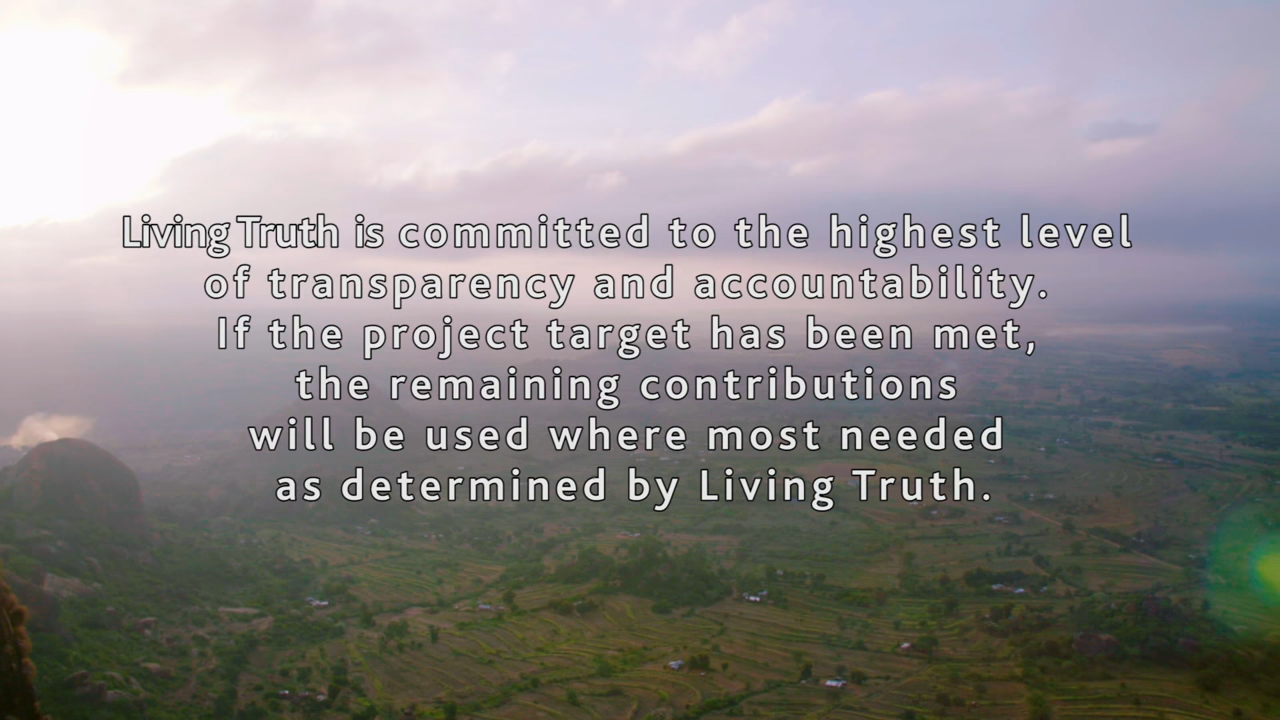 Living Truth is committed to the highest level
of transparency and accountability.
If the project target has been met,
the remaining contributions
will be used where most needed
as determined by Living Truth.